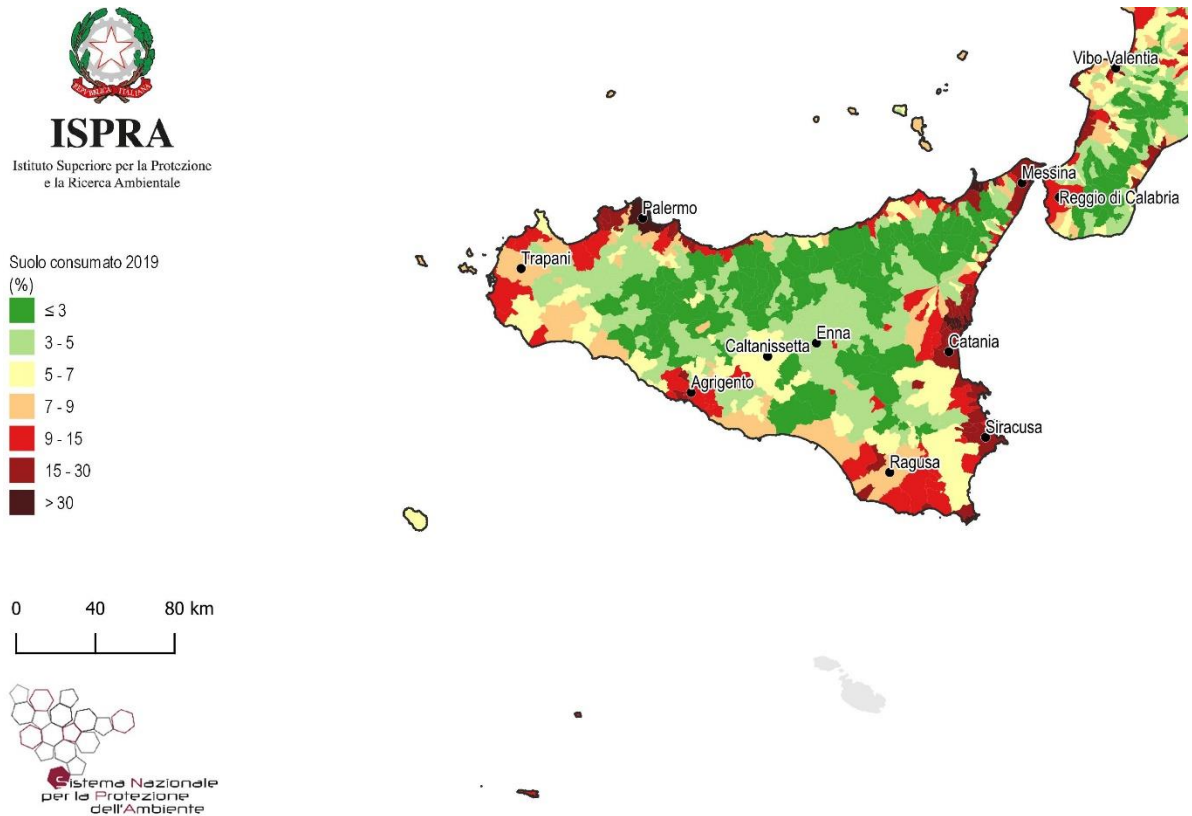 REPVBBLICA ITALIANA
ISPRA
Istituto Superiore per la Protezione
e la Ricerca Ambientale
Suolo consumato 2019
(%)
≤ 3
3 - 5
5 - 7
7 - 9
9 - 15
15 - 30
> 30
0 40 80 km
Sistema Nazionale
per la Protezione
dell'Ambiente
Vibo Valentia
Messina
Reggio di Calabria
Palermo
Trapani
Enna
Caltanissetta
Catania
Agrigento
Siracusa
Ragusa